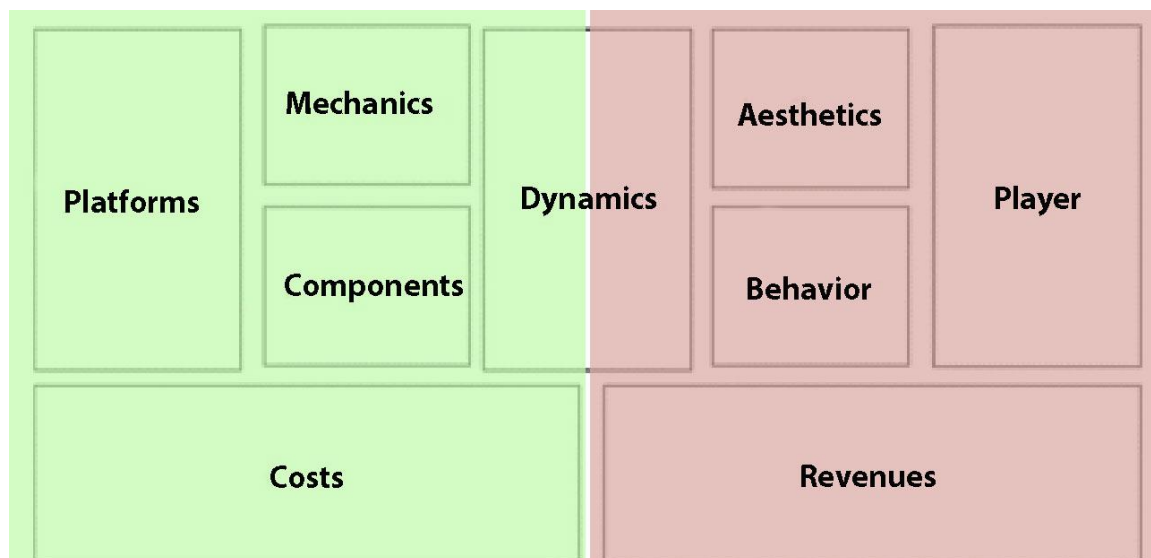 Platforms
Mechanics
Components
Dynamics
Aesthetics
Behavior
Player
Costs
Revenues